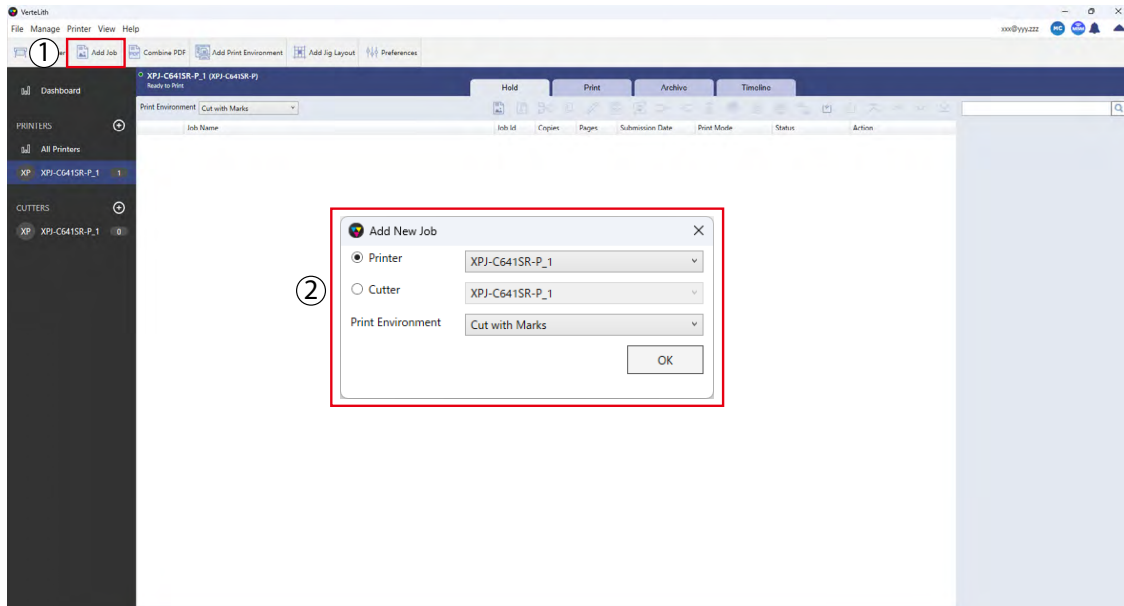 VerteLith
File Manage Printer View Help
xxx@yyy.zzz MC
① Add Job Combine PDF Add Print Environment Add Jig Layout Preferences
Dashboard
XPJ-C641SR-P_1 (XPJ-C641SR-P)
Ready to Print
Hold Print Archive Timeline
Print Environment Cut with Marks
Job Name Job Id Copies Pages Submission Date Print Mode Status Action
PRINTERS
All Printers
XP XPJ-C641SR-P_1 1
CUTTERS
XP XPJ-C641SR-P_1 0
②
Add New Job
Printer XPJ-C641SR-P_1
Cutter XPJ-C641SR-P_1
Print Environment Cut with Marks
OK